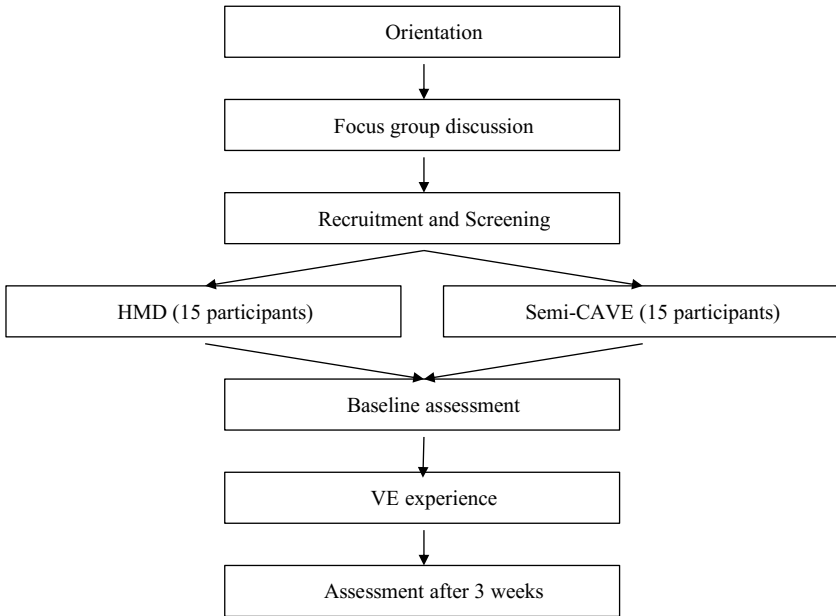 Orientation
Focus group discussion
Recruitment and Screening
HMD (15 participants)
Semi-CAVE (15 participants)
Baseline assessment
VE experience
Assessment after 3 weeks